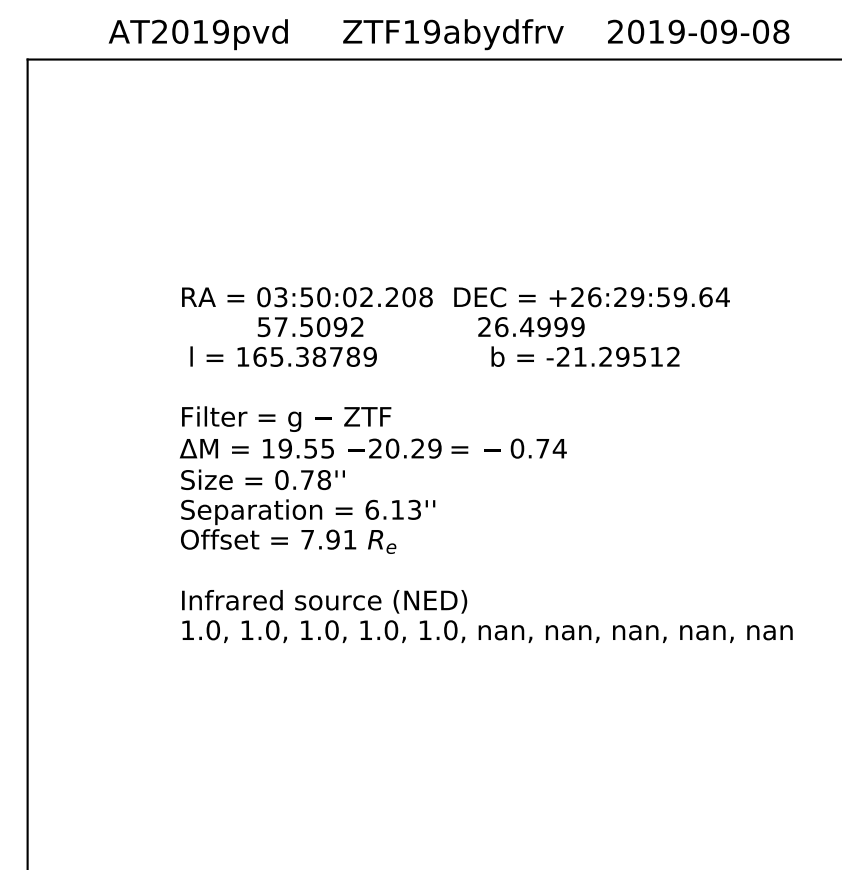 AT2019pvd ZTF19abydfrv 2019-09-08
RA = 03:50:02.208 DEC = +26:29:59.64
57.5092 26.4999
l = 165.38789 b = -21.29512
Filter = g − ZTF
ΔM = 19.55 −20.29 = − 0.74
Size = 0.78''
Separation = 6.13''
Offset = 7.91 Rₑ
Infrared source (NED)
1.0, 1.0, 1.0, 1.0, 1.0, nan, nan, nan, nan, nan